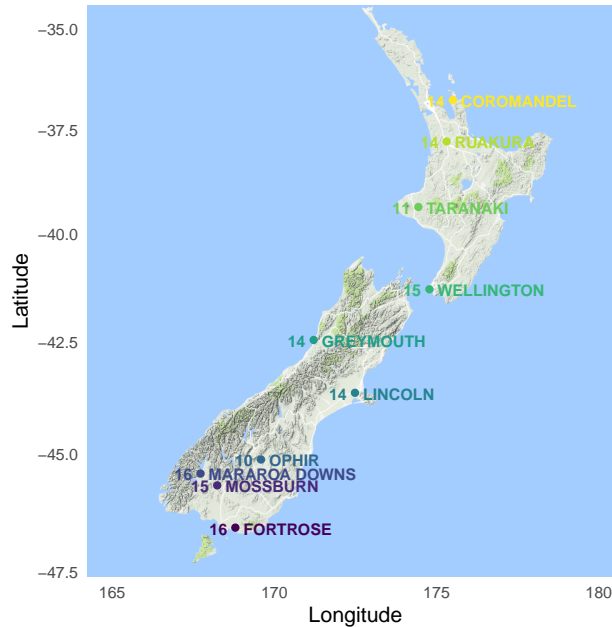 −35.0
14 COROMANDEL
−37.5
14 RUAKURA
11 TARANAKI
−40.0
15 WELLINGTON
Latitude
14 GREYMOUTH
−42.5
14 LINCOLN
−45.0
10 OPHIR
16 MARAROA DOWNS
15 MOSSBURN
16 FORTROSE
−47.5
165 170 175 180
Longitude